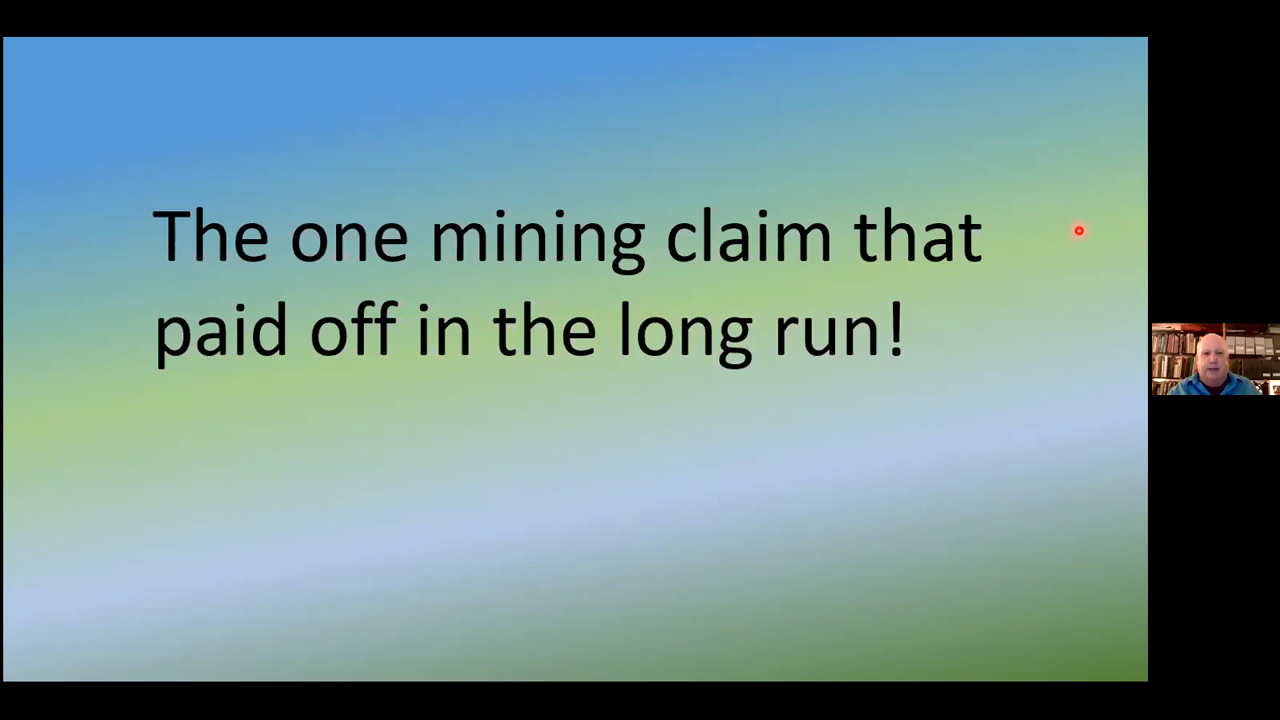 The one mining claim that
paid off in the long run!